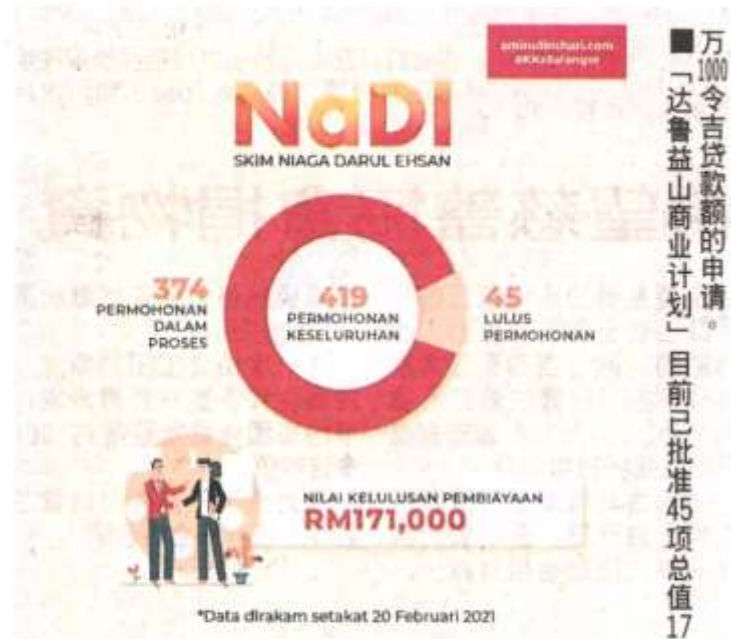 aminudinshari.com
NaDI
SKIM NIAGA DARUL EHSAN
374
PERMOHONAN
DALAM
PROSES
419
PERMOHONAN
KESELURUHAN
45
LULUS
PERMOHONAN
NILAI KELULUSAN PEMBIAYAAN
RM171,000
*Data dirakam setakat 20 Februari 2021
■「达鲁益山商业计划」目前已批准45项总值17
万1000令吉贷款额的申请。